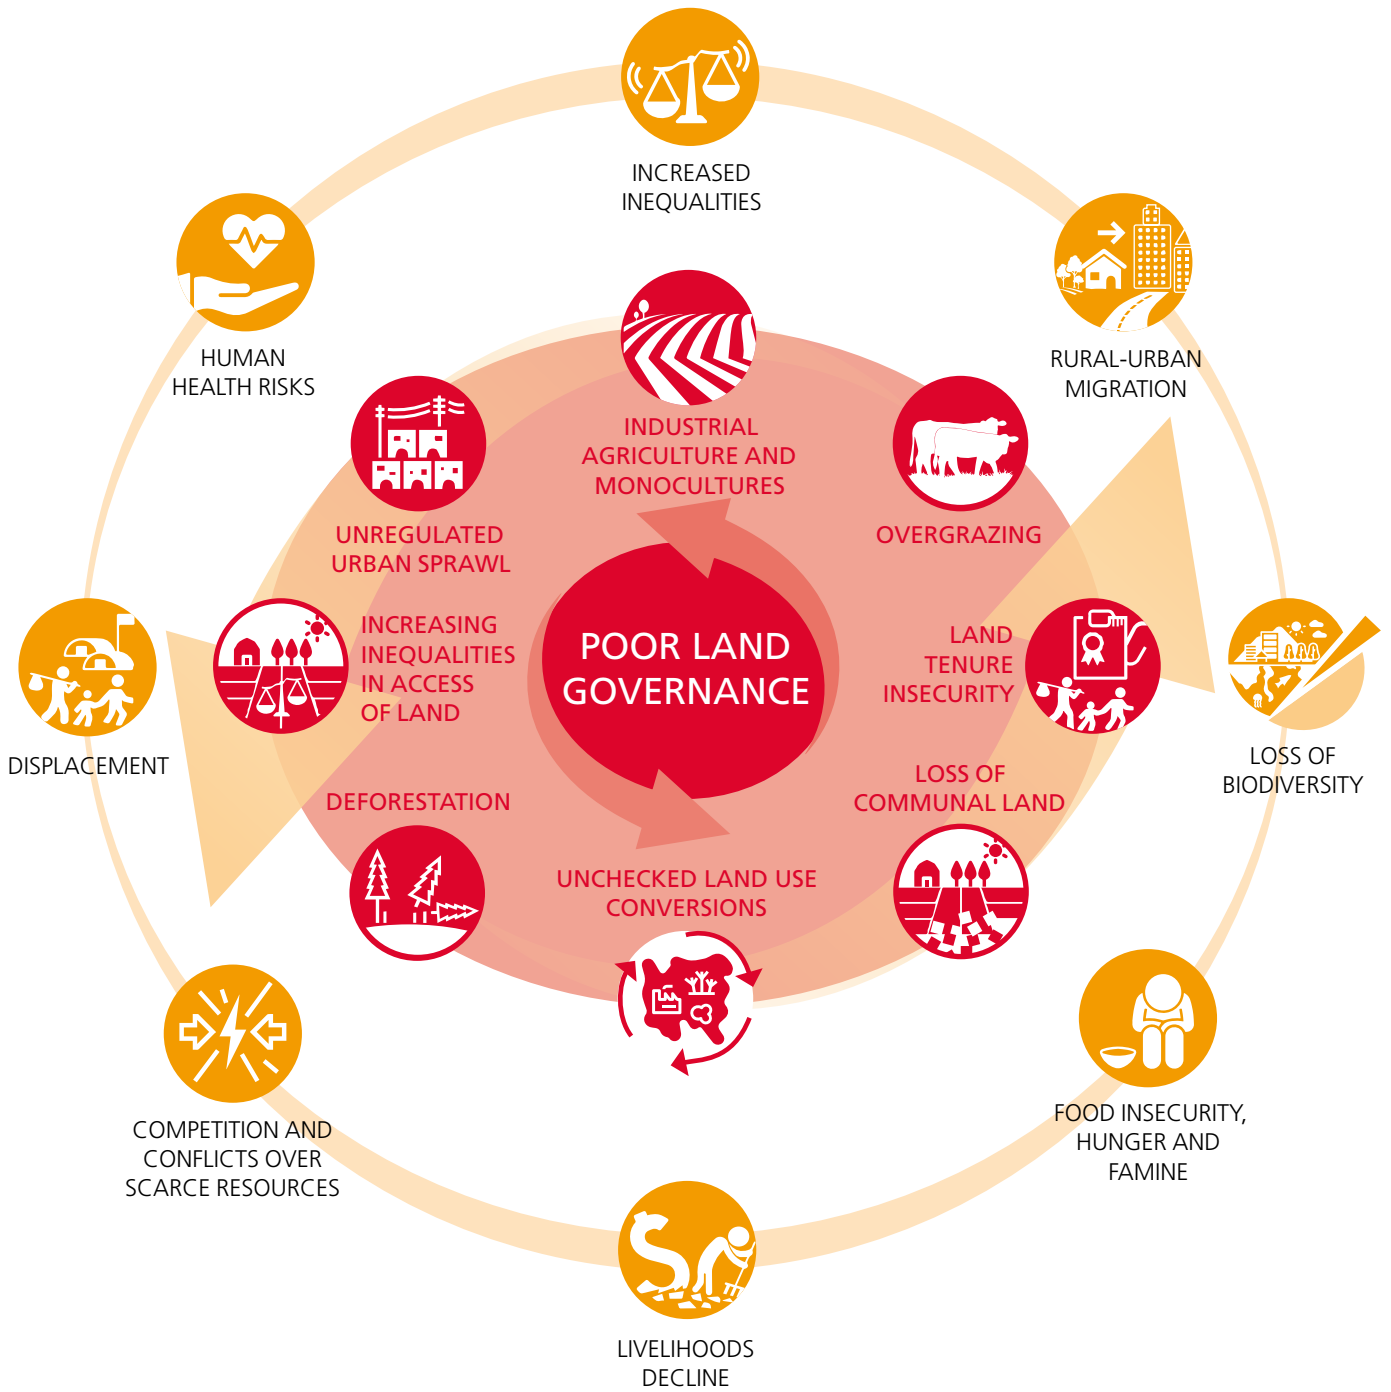 INCREASED
INEQUALITIES
HUMAN
HEALTH RISKS
RURAL-URBAN
MIGRATION
INDUSTRIAL
AGRICULTURE AND
MONOCULTURES
UNREGULATED
URBAN SPRAWL
OVERGRAZING
INCREASING
INEQUALITIES
IN ACCESS
OF LAND
POOR LAND
GOVERNANCE
LAND
TENURE
INSECURITY
DISPLACEMENT
LOSS OF
BIODIVERSITY
DEFORESTATION
LOSS OF
COMMUNAL LAND
UNCHECKED LAND USE
CONVERSIONS
COMPETITION AND
CONFLICTS OVER
SCARCE RESOURCES
FOOD INSECURITY,
HUNGER AND
FAMINE
LIVELIHOODS
DECLINE